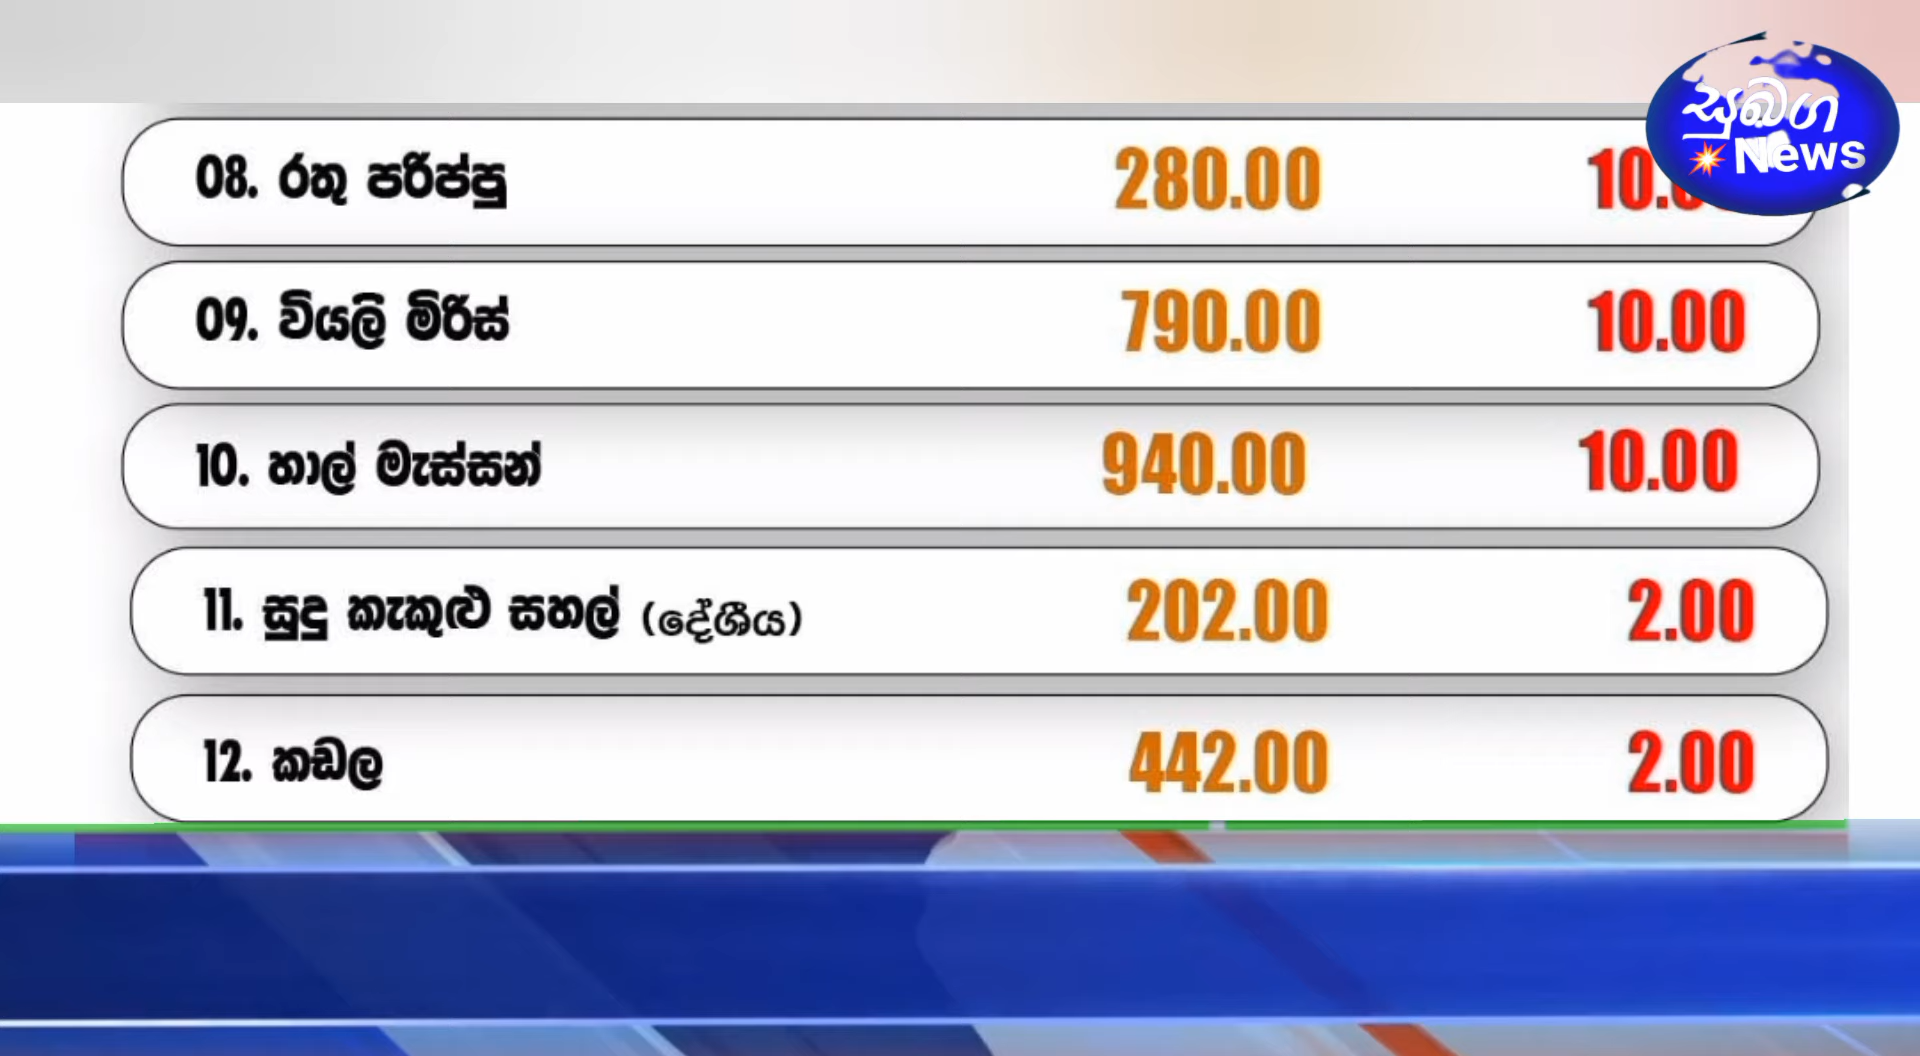 08. රතු පරිප්පු 280.00
09. වියලි මිරිස් 790.00 10.00
10. හාල් මැස්සන් 940.00 10.00
11. සුදු කැකුළු සහල් (දේශීය) 202.00 2.00
12. කඩල 442.00 2.00
සුබග
News